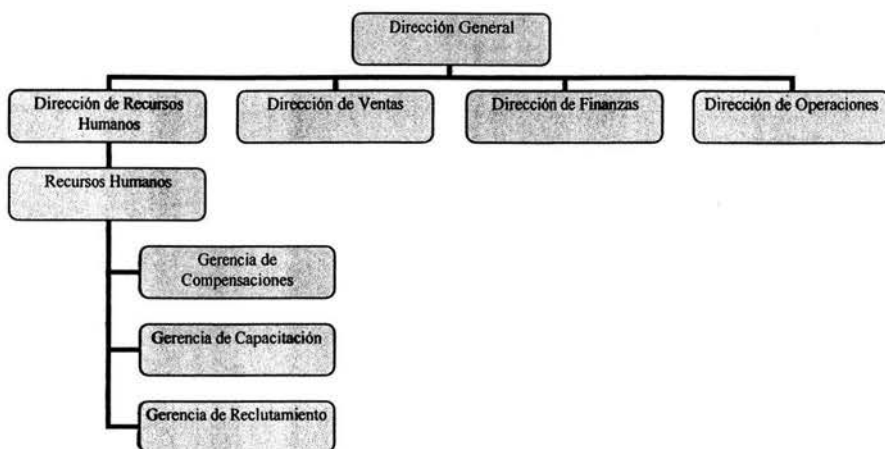 Dirección General
Dirección de Recursos
Humanos
Dirección de Ventas
Dirección de Finanzas
Dirección de Operaciones
Recursos Humanos
Gerencia de
Compensaciones
Gerencia de Capacitación
Gerencia de Reclutamiento